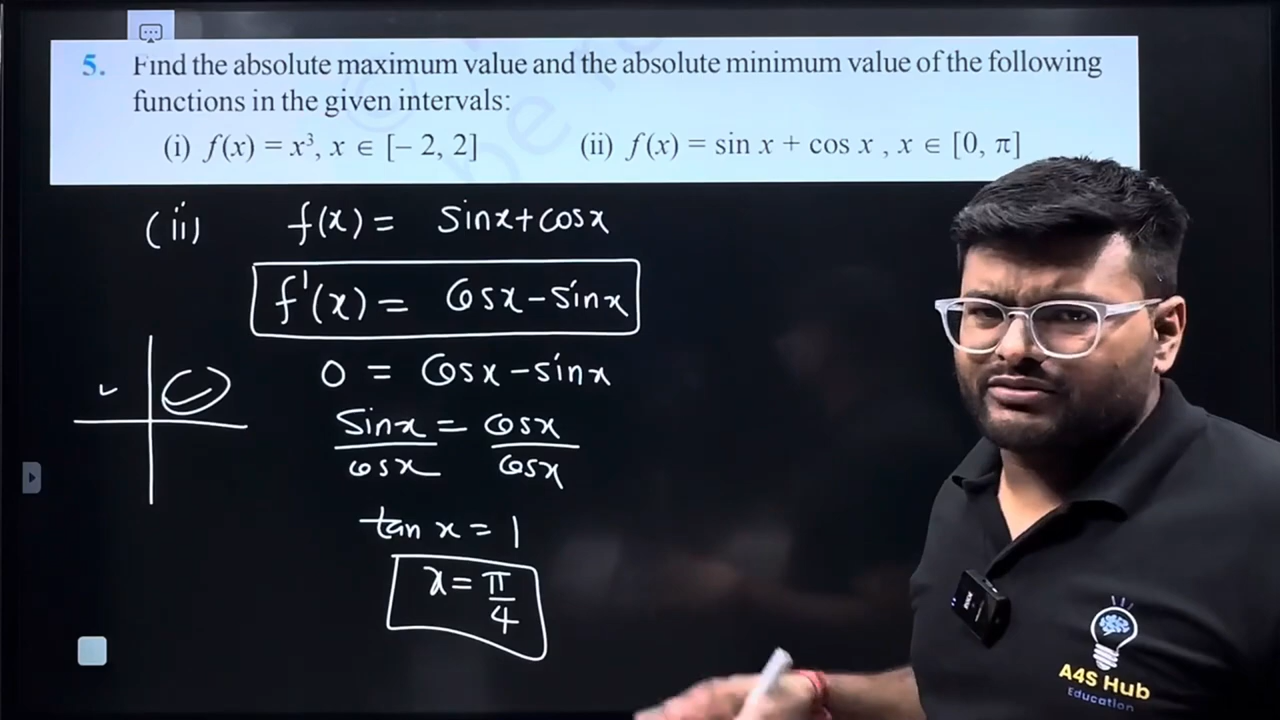 5. Find the absolute maximum value and the absolute minimum value of the following
functions in the given intervals:
(i) f(x) = x³, x ∈ [– 2, 2] (ii) f(x) = sin x + cos x , x ∈ [0, π]
(ii) f(x) = sinx+cosx
f'(x) = cosx-sinx
0 = cosx-sinx
sinx/cosx = cosx/cosx
tan x = 1
x = π/4
A4S Hub
Education